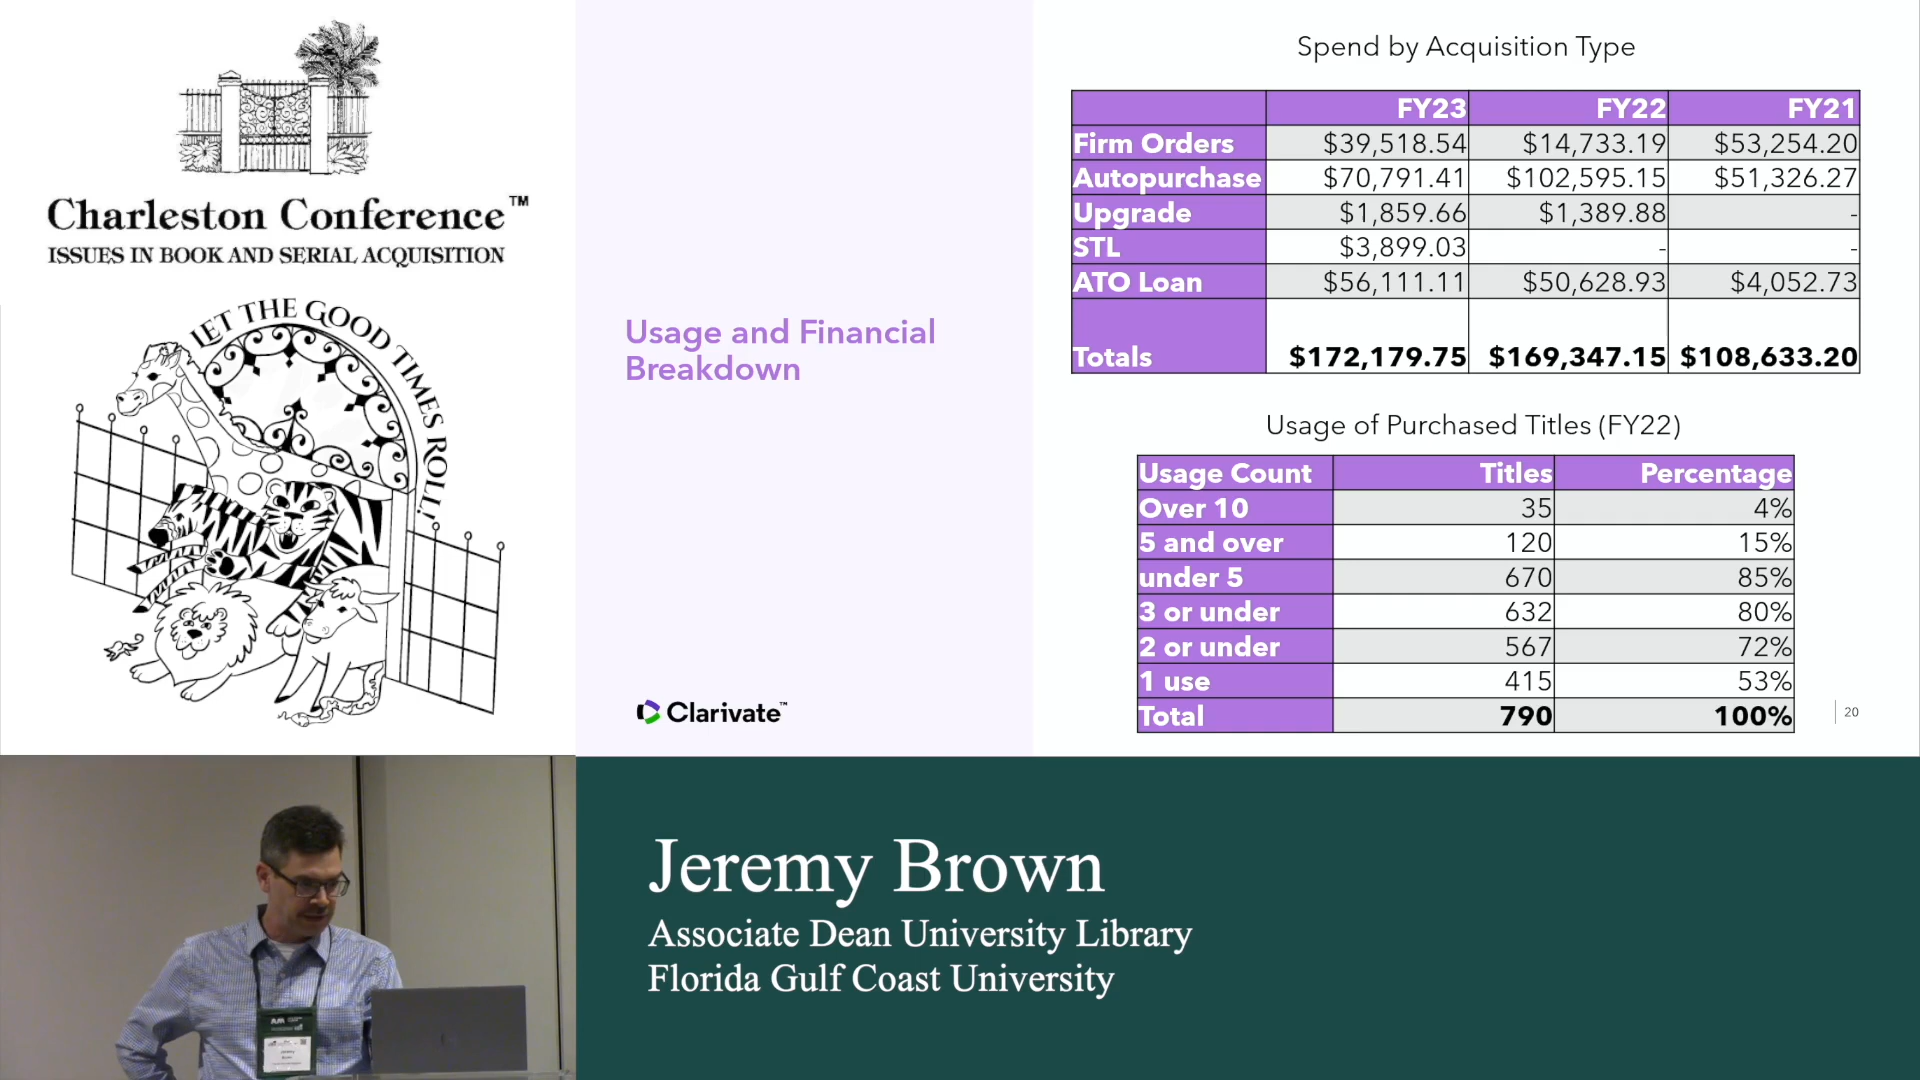 Charleston Conference™
ISSUES IN BOOK AND SERIAL ACQUISITION
LET THE GOOD TIMES ROLL!
Usage and Financial
Breakdown
Clarivate™
Spend by Acquisition Type
FY23 FY22 FY21
Firm Orders $39,518.54 $14,733.19 $53,254.20
Autopurchase $70,791.41 $102,595.15 $51,326.27
Upgrade $1,859.66 $1,389.88 -
STL $3,899.03 - -
ATO Loan $56,111.11 $50,628.93 $4,052.73
Totals $172,179.75 $169,347.15 $108,633.20
Usage of Purchased Titles (FY22)
Usage Count Titles Percentage
Over 10 35 4%
5 and over 120 15%
under 5 670 85%
3 or under 632 80%
2 or under 567 72%
1 use 415 53%
Total 790 100%
20
Jeremy Brown
Associate Dean University Library
Florida Gulf Coast University